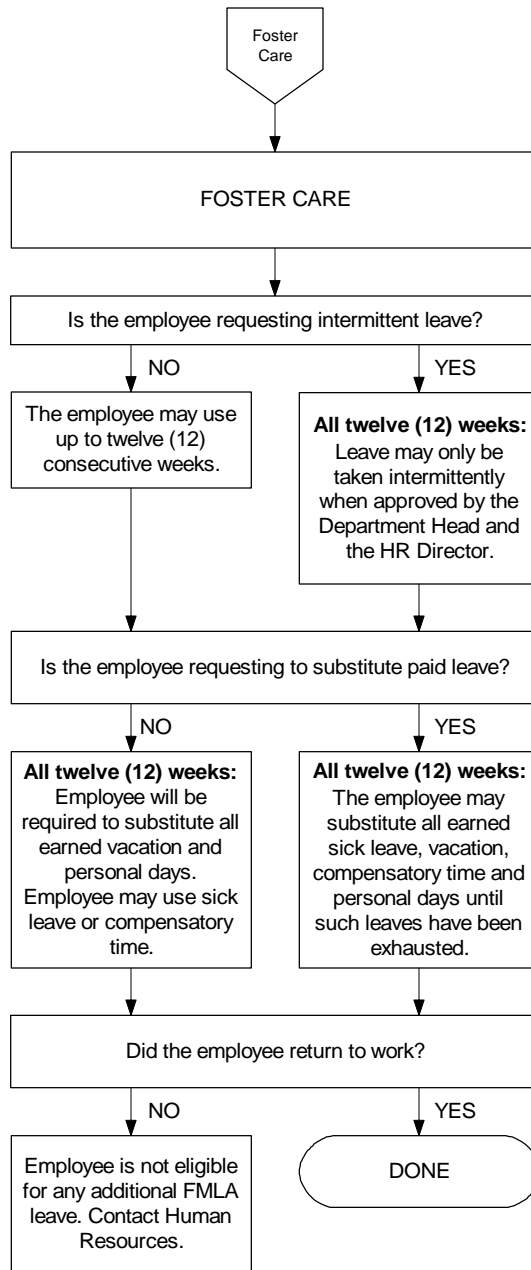 Foster
Care
FOSTER CARE
Is the employee requesting intermittent leave?
NO
YES
The employee may use
up to twelve (12)
consecutive weeks.
All twelve (12) weeks:
Leave may only be
taken intermittently
when approved by the
Department Head and
the HR Director.
Is the employee requesting to substitute paid leave?
NO
YES
All twelve (12) weeks:
Employee will be
required to substitute all
earned vacation and
personal days.
Employee may use sick
leave or compensatory
time.
All twelve (12) weeks:
The employee may
substitute all earned
sick leave, vacation,
compensatory time and
personal days until
such leaves have been
exhausted.
Did the employee return to work?
NO
YES
Employee is not eligible
for any additional FMLA
leave. Contact Human
Resources.
DONE